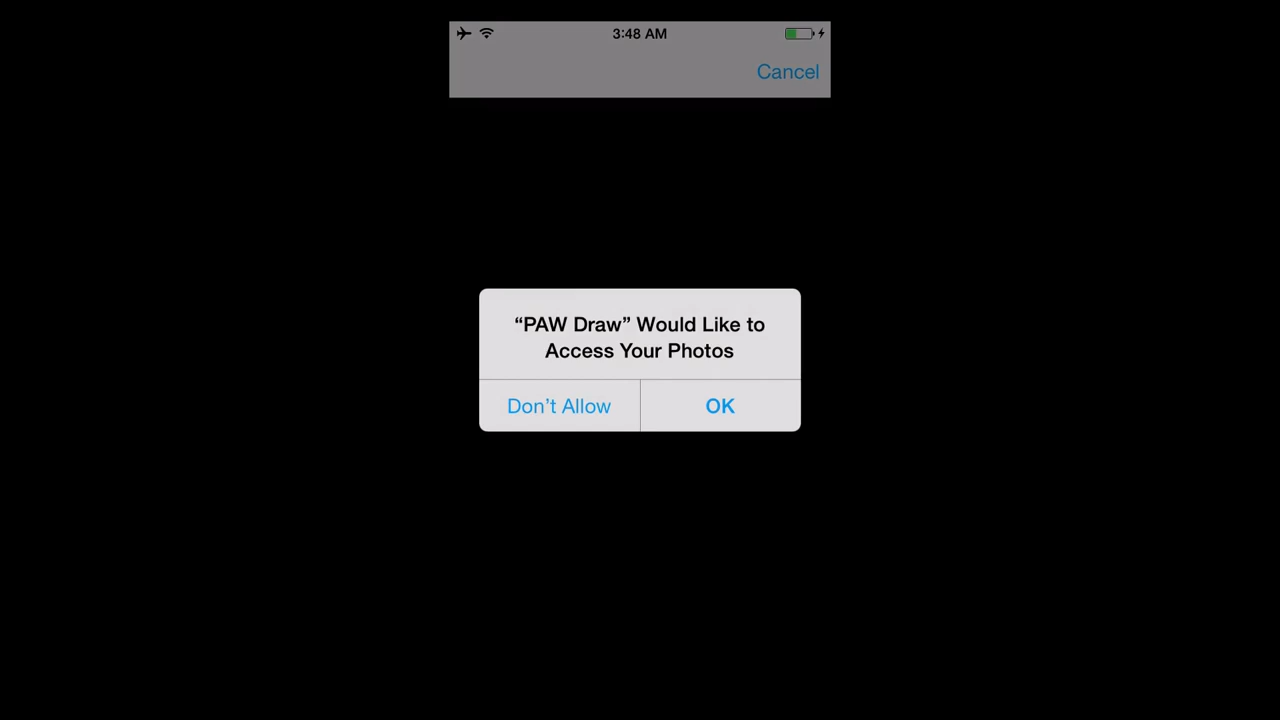 3:48 AM
Cancel
“PAW Draw” Would Like to
Access Your Photos
Don’t Allow
OK